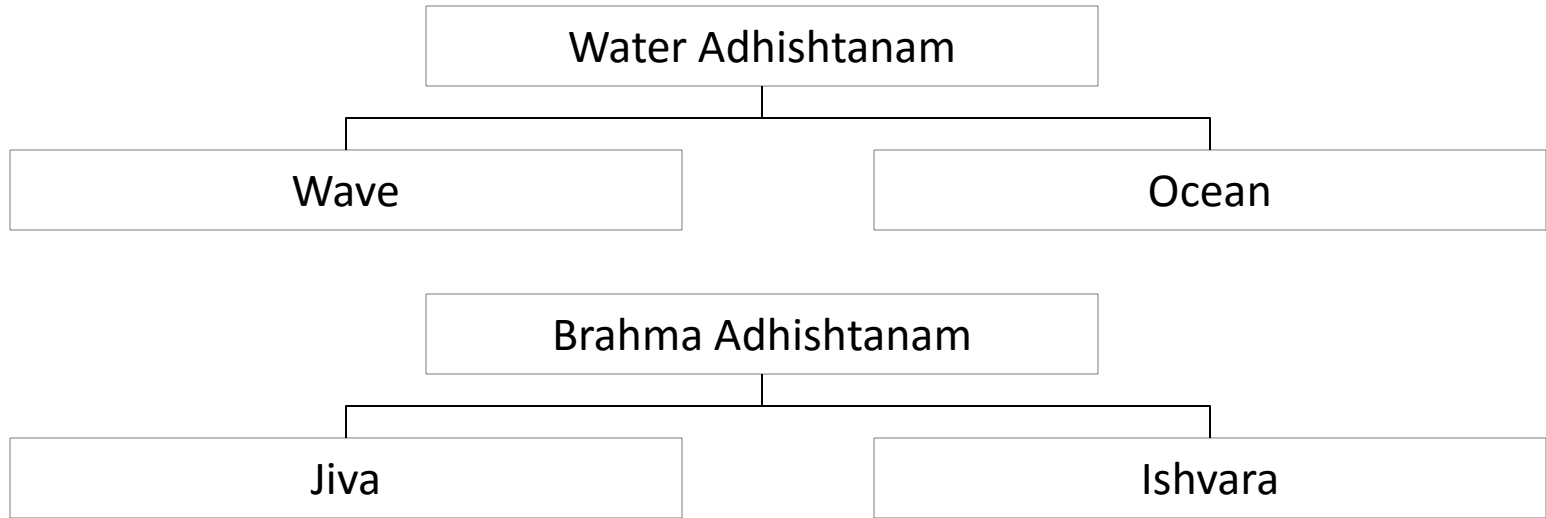 Water Adhishtanam
Wave
Ocean
Brahma Adhishtanam
Jiva
Ishvara